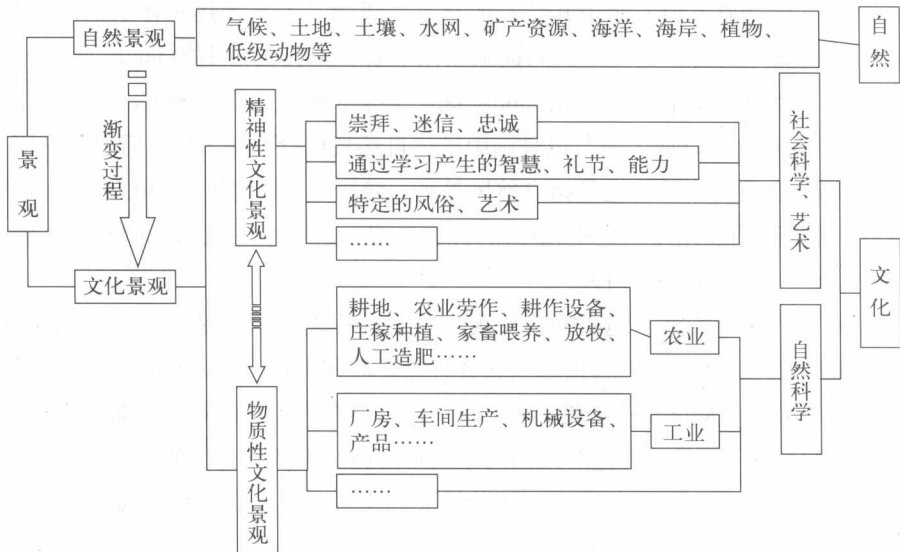 景观
自然景观
气候、土地、土壤、水网、矿产资源、海洋、海岸、植物、
低级动物等
自然
渐变过程
文化景观
精神性文化景观
崇拜、迷信、忠诚
通过学习产生的智慧、礼节、能力
特定的风俗、艺术
……
社会科学、艺术
物质性文化景观
耕地、农业劳作、耕作设备、
庄稼种植、家畜喂养、放牧、
人工造肥……
农业
厂房、车间生产、机械设备、
产品……
工业
……
自然科学
文化